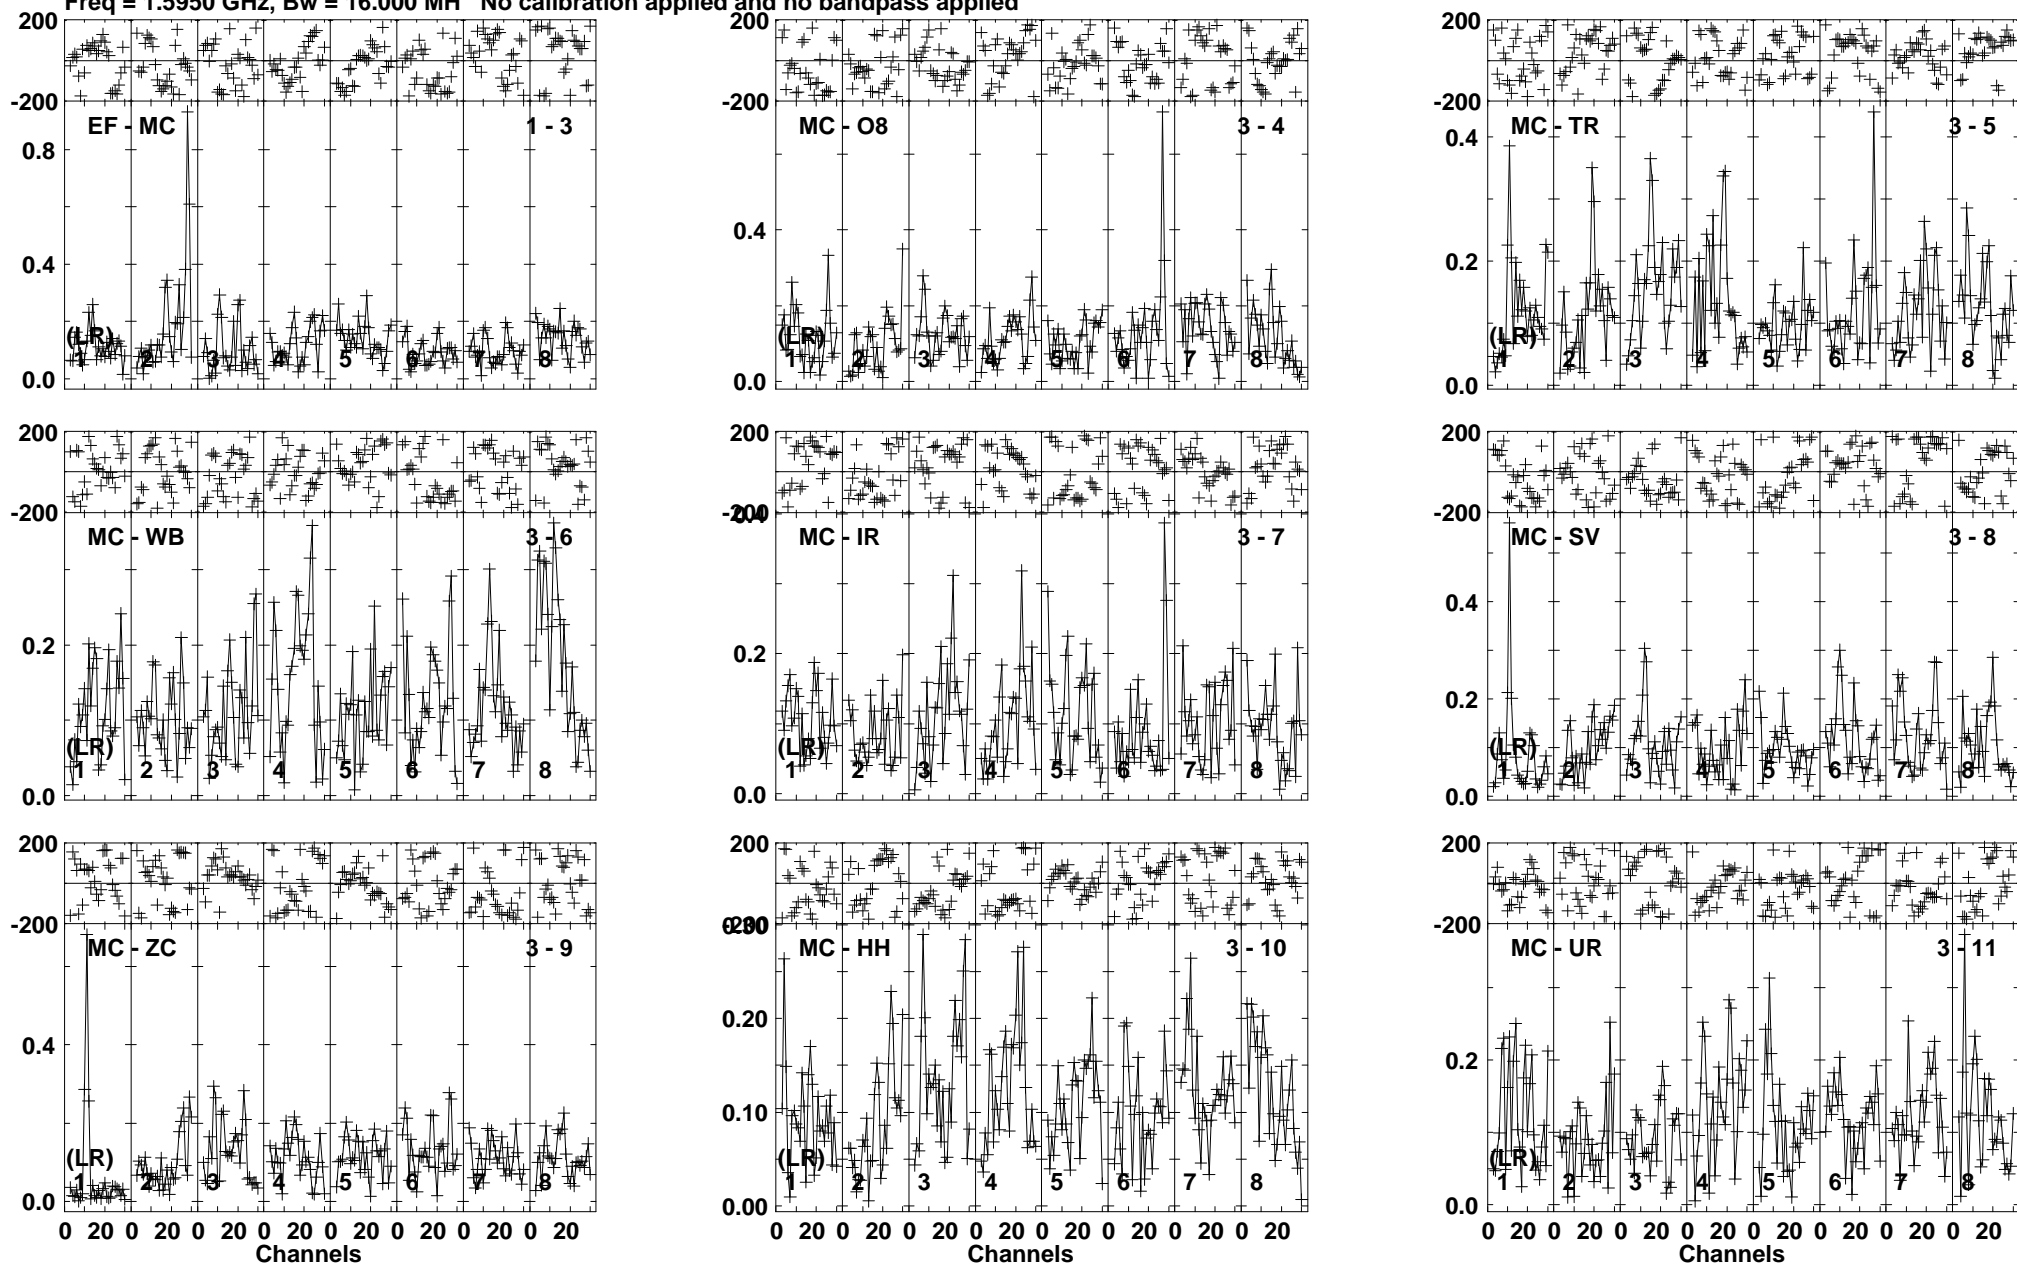 Freq = 1.5950 GHz, Bw = 16.000 MH No calibration applied and no bandpass applied
200 200 200
-200 -200 -200
EF - MC 1 - 3 MC - O8 3 - 4 MC - TR 3 - 5
0.8 0.4
0.4 0.4 0.2
(LR) (LR) (LR)
1 2 3 4 5 6 7 8 1 2 3 4 5 6 7 8 1 2 3 4 5 6 7 8
0.0 0.0 0.0
200 200 200
-200 -200 0.4 -200
MC - WB 3 - 6 MC - IR 3 - 7 MC - SV 3 - 8
0.4
0.2 0.2 0.2
(LR) (LR) (LR)
1 2 3 4 5 6 7 8 1 2 3 4 5 6 7 8 1 2 3 4 5 6 7 8
0.0 0.0 0.0
200 200 200
-200 -200 0.30 -200
MC - ZC 3 - 9 MC - HH 3 - 10 MC - UR 3 - 11
0.4 0.20 0.2
0.10
(LR) (LR) (LR)
1 2 3 4 5 6 7 8 1 2 3 4 5 6 7 8 1 2 3 4 5 6 7 8
0.0 0.00 0.0
0 20 0 20 0 20 0 20 0 20 0 20 0 20 0 20 0 20 0 20 0 20 0 20 0 20 0 20 0 20 0 20 0 20 0 20 0 20 0 20 0 20 0 20 0 20 0 20
Channels Channels Channels